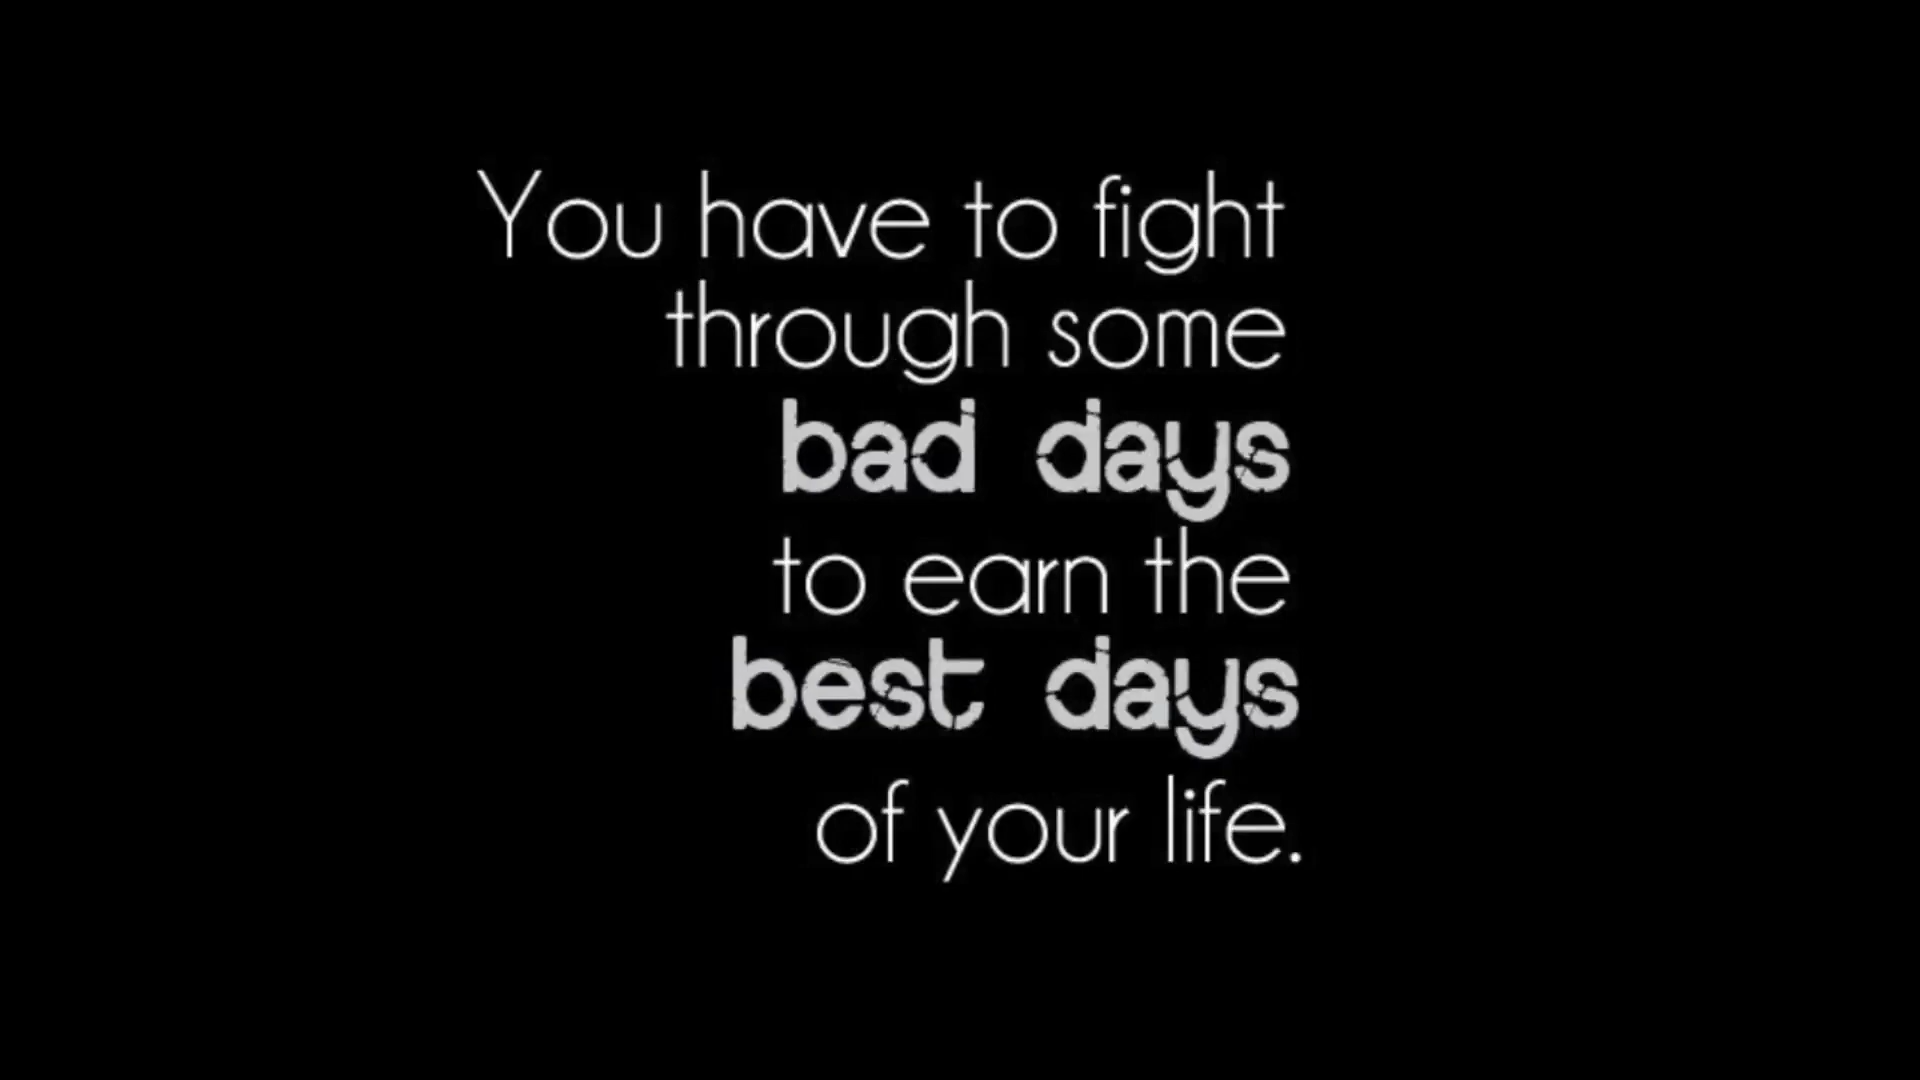 You have to fight
through some
bad days
to earn the
best days
of your life.